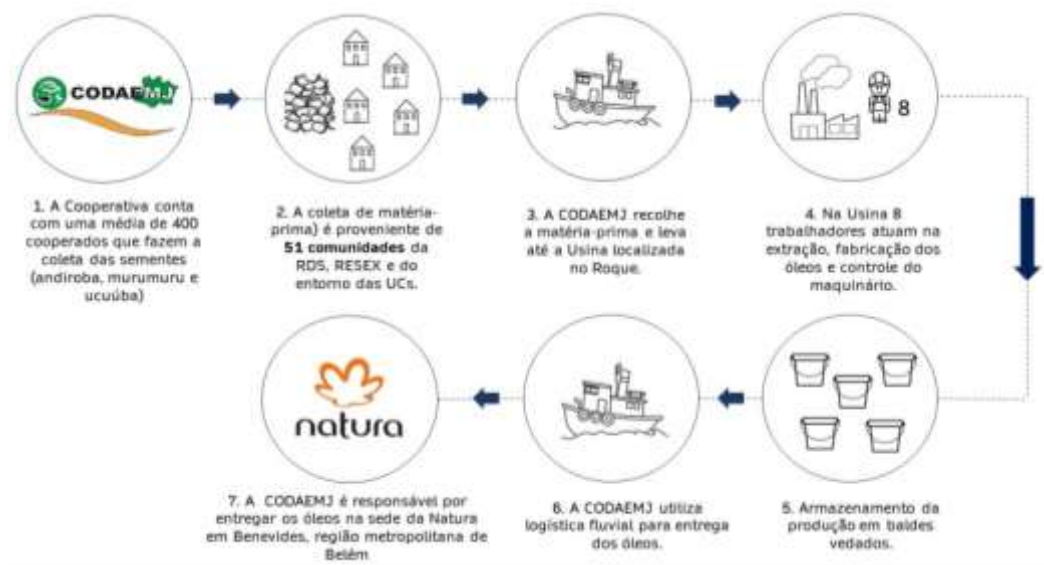 CODAEMJ
8
1. A Cooperativa conta
com uma média de 400
cooperados que fazem a
coleta das sementes
(andiroba, murumuru e
ucuúba)
2. A coleta de matéria-
prima) é proveniente de
51 comunidades da
RDS, RESEX e do
entorno das UCs.
3. A CODAEMJ recolhe
a matéria-prima e leva
até a Usina localizada
no Roque.
4. Na Usina 8
trabalhadores atuam na
extração, fabricação dos
óleos e controle do
maquinário.
natura
7. A CODAEMJ é responsável por
entregar os óleos na sede da Natura
em Benevides, região metropolitana de
Belém
6. A CODAEMJ utiliza
logística fluvial para entrega
dos óleos.
5. Armazenamento da
produção em baldes
vedados.